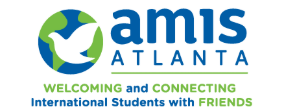 amis
ATLANTA
WELCOMING and CONNECTING
International Students with FRIENDS